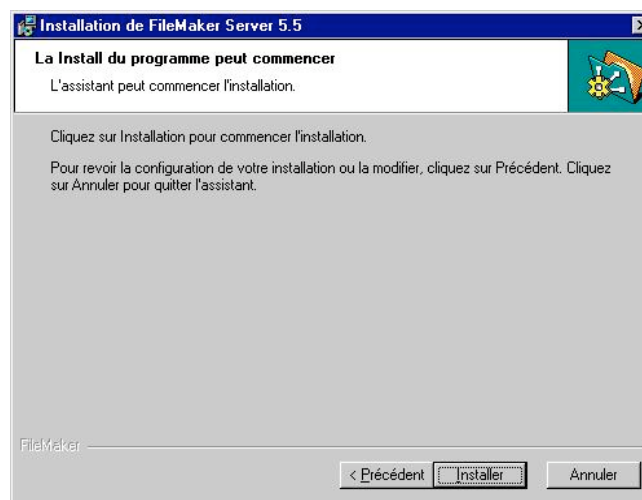 Installation de FileMaker Server 5.5
La Install du programme peut commencer
L'assistant peut commencer l'installation.
Cliquez sur Installation pour commencer l'installation.
Pour revoir la configuration de votre installation ou la modifier, cliquez sur Précédent. Cliquez
sur Annuler pour quitter l'assistant.
FileMaker
< Précédent Installer Annuler